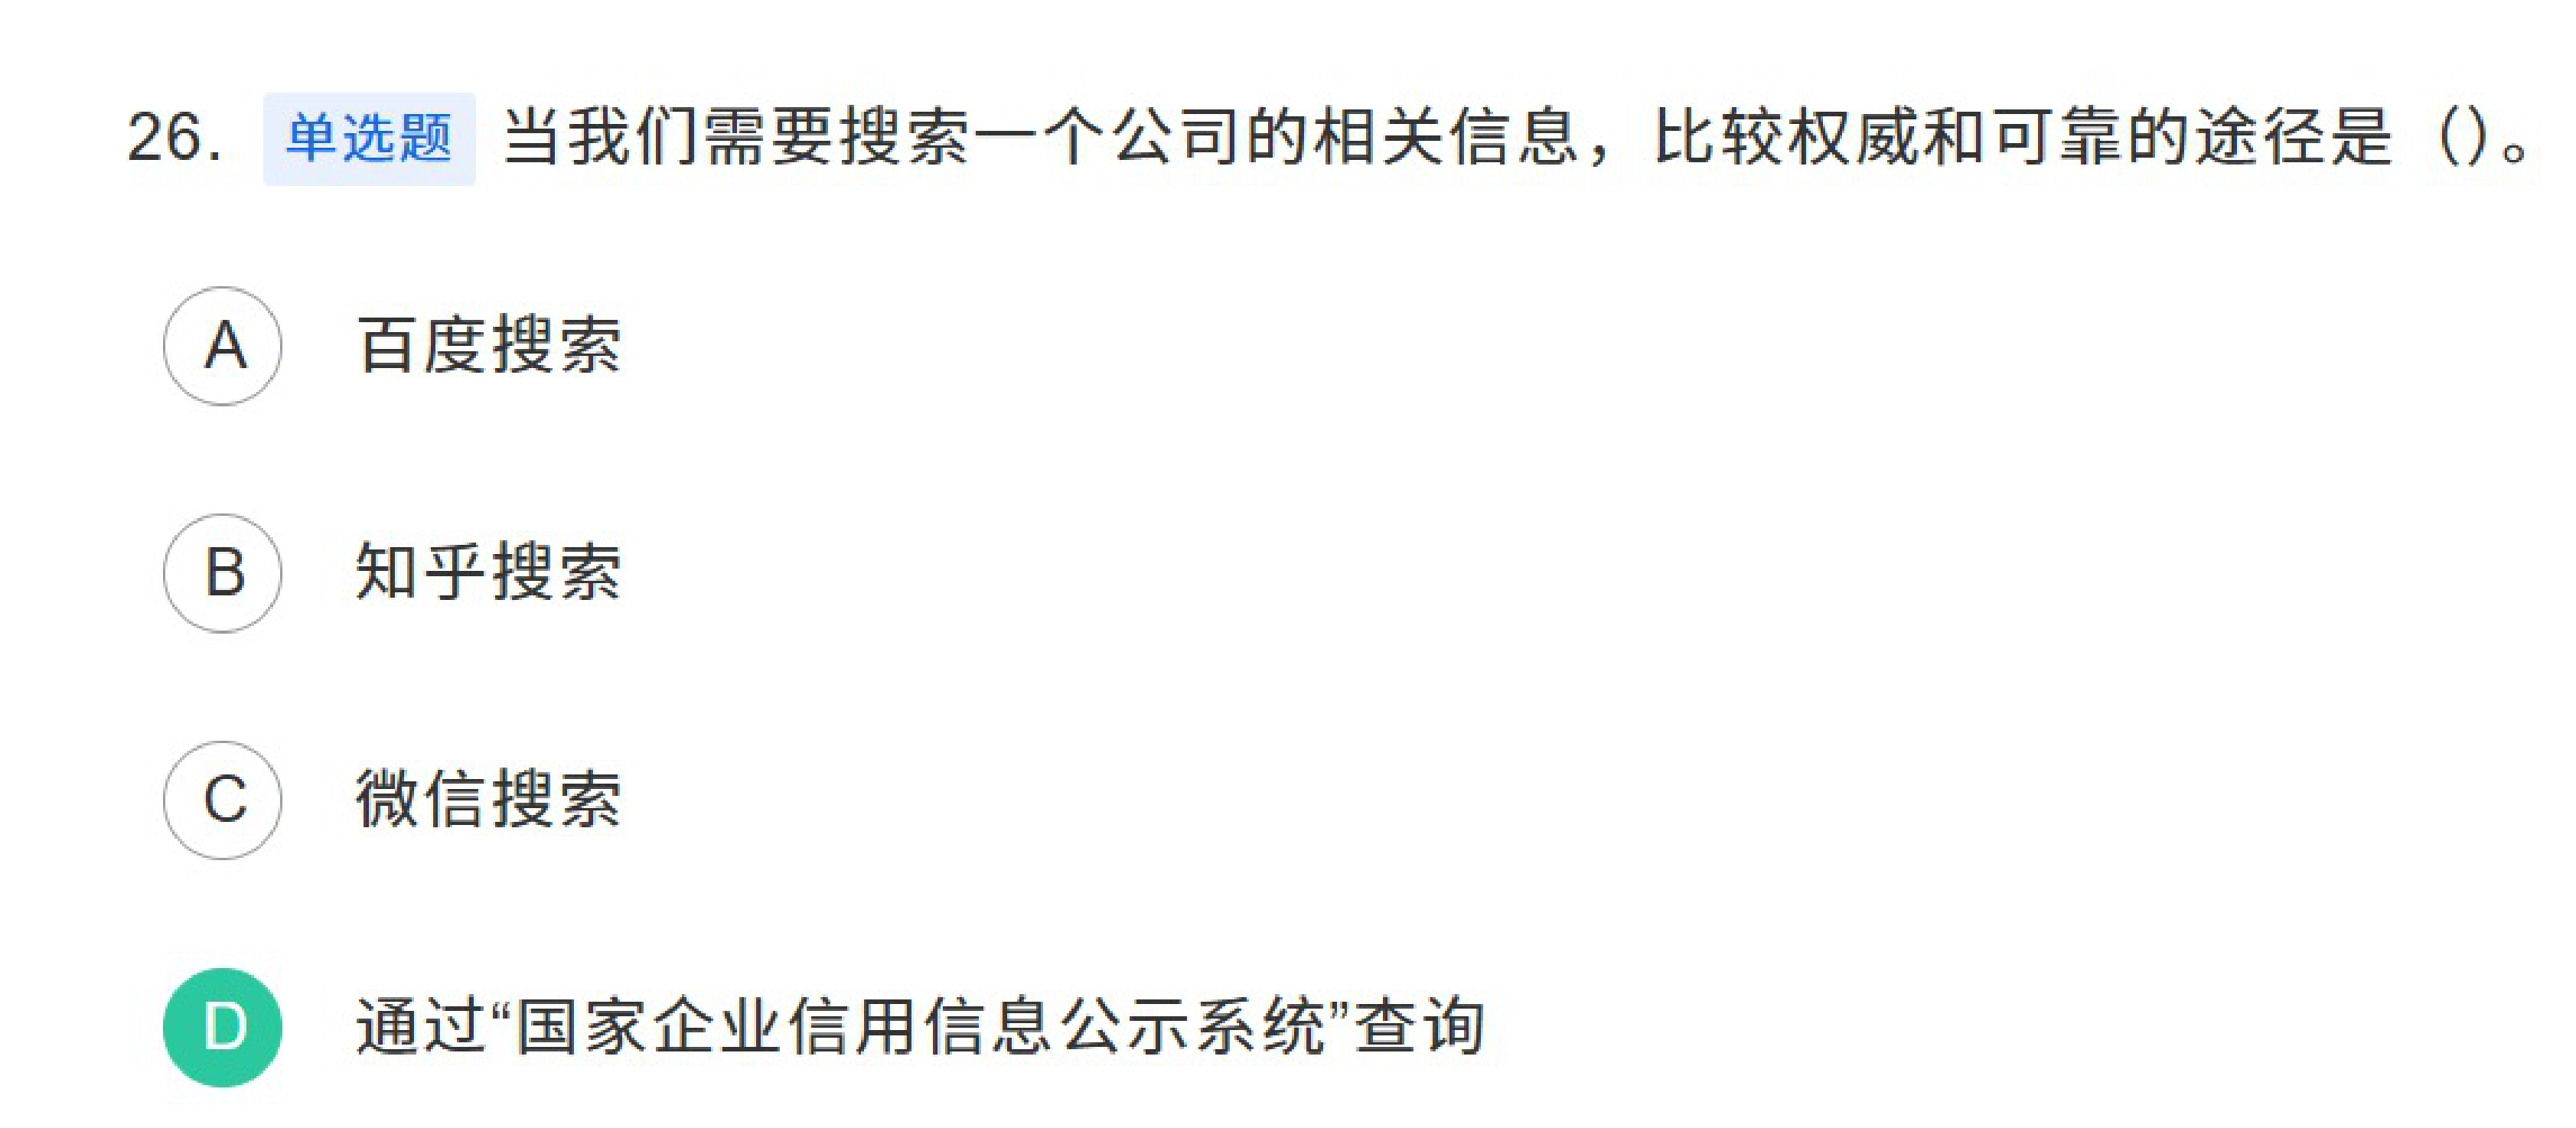 26. 单选题 当我们需要搜索一个公司的相关信息，比较权威和可靠的途径是（）。
A 百度搜索
B 知乎搜索
C 微信搜索
D 通过“国家企业信用信息公示系统”查询